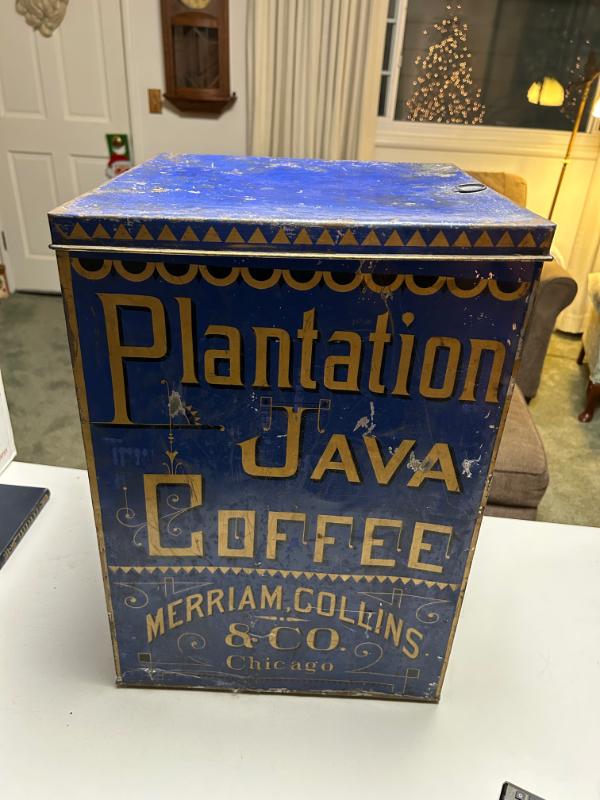 Plantation
JAVA
COFFEE
MERRIAM, COLLINS
& CO.
Chicago